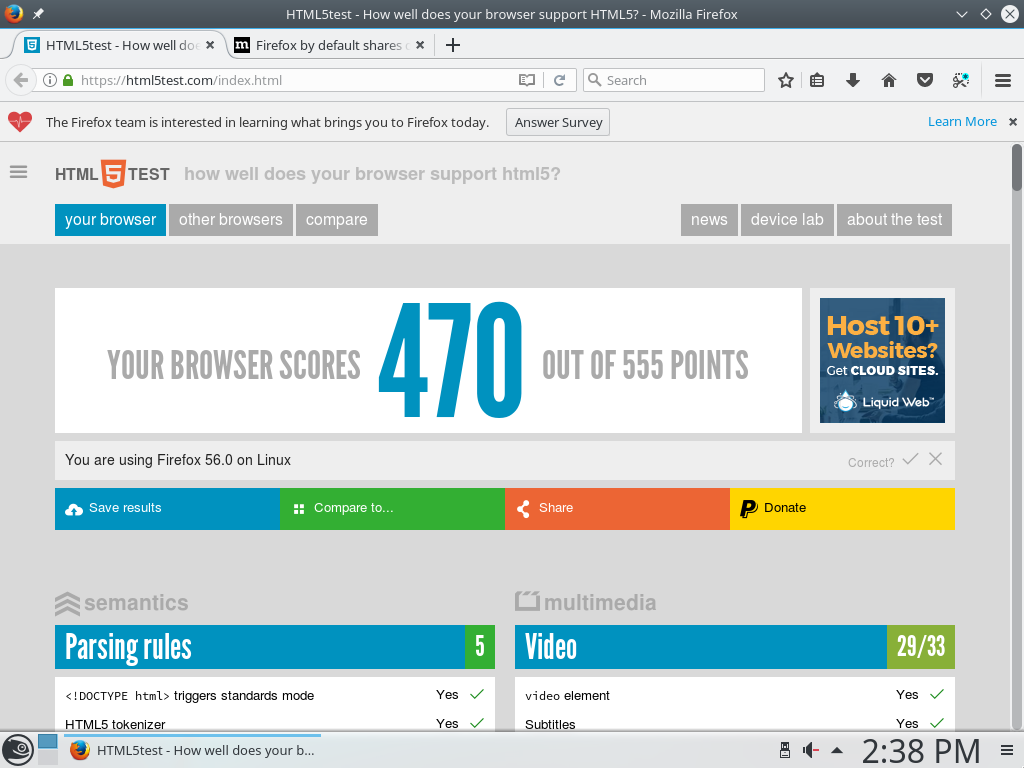 HTML5test - How well does your browser support HTML5? - Mozilla Firefox
HTML5test - How well doe
Firefox by default shares
https://html5test.com/index.html
Search
The Firefox team is interested in learning what brings you to Firefox today.
Answer Survey
Learn More
HTML 5 TEST
how well does your browser support html5?
your browser
other browsers
compare
news
device lab
about the test
YOUR BROWSER SCORES 470 OUT OF 555 POINTS
Host 10+
Websites?
Get CLOUD SITES.
Liquid Web™
You are using Firefox 56.0 on Linux
Correct?
Save results
Compare to...
Share
Donate
semantics
Parsing rules 5
<!DOCTYPE html> triggers standards mode Yes
HTML5 tokenizer Yes
multimedia
Video 29/33
video element Yes
Subtitles Yes
HTML5test - How well does your b...
2:38 PM